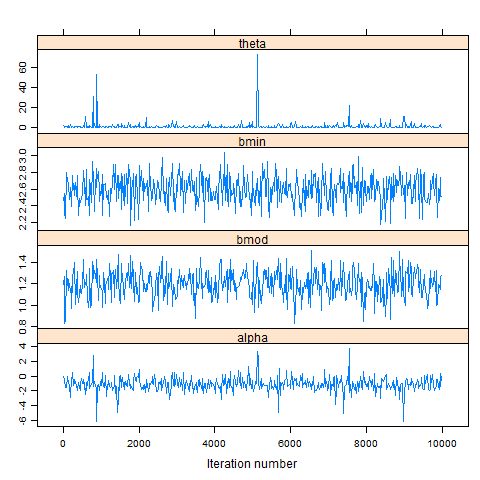 theta
0 20 40 60
bmin
2.2 2.4 2.6 2.8 3.0
bmod
0.8 1.0 1.2 1.4
alpha
-6 -4 -2 0 2 4
0 2000 4000 6000 8000 10000
Iteration number